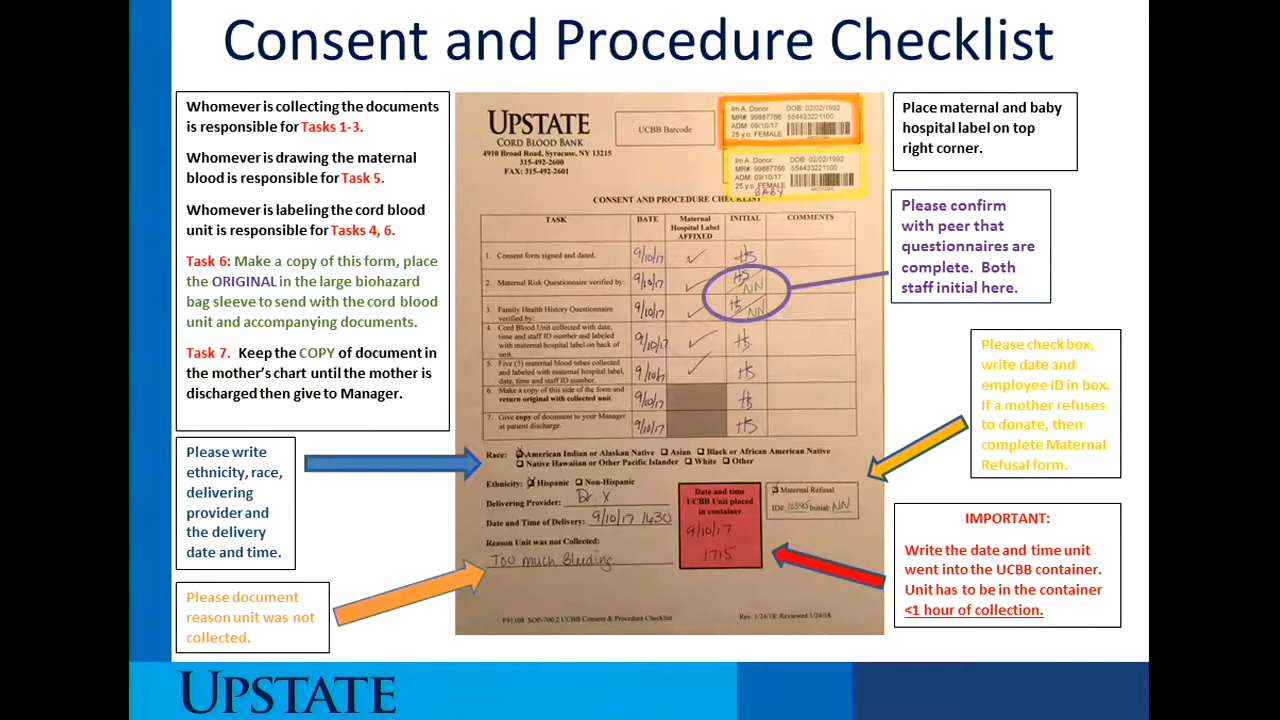 Consent and Procedure Checklist
Whomever is collecting the documents
is responsible for Tasks 1-3.
Whomever is drawing the maternal
blood is responsible for Task 5.
Whomever is labeling the cord blood
unit is responsible for Tasks 4, 6.
Task 6: Make a copy of this form, place
the ORIGINAL in the large biohazard
bag sleeve to send with the cord blood
unit and accompanying documents.
Task 7. Keep the COPY of document in
the mother's chart until the mother is
discharged then give to Manager.
Please write
ethnicity, race,
delivering
provider and
the delivery
date and time.
Please document
reason unit was not
collected.
UPSTATE
CORD BLOOD BANK
4910 Broad Road, Syracuse, NY 13215
315-492-2600
FAX: 315-492-2601
UCBB Barcode
Im A. Donor DOB: 02/02/1992
MR#: 99887766 554433221100
ADM: 09/10/17
25 y.o. FEMALE
Im A. Donor DOB: 02/02/1992
MR#: 99887766 554433221100
ADM: 09/10/17
25 y.o. FEMALE
BABY
CONSENT AND PROCEDURE CHECKLIST
TASK DATE Maternal Hospital Label AFFIXED INITIAL COMMENTS
1. Consent form signed and dated. 9/10/17 ✓ HS
2. Maternal Risk Questionnaire verified by: 9/10/17 ✓ HS/NN
3. Family Health History Questionnaire
verified by: 9/10/17 ✓ HS/NN
4. Cord Blood Unit collected with date,
time and staff ID number and labeled
with maternal hospital label on back of
unit. 9/10/17 ✓ HS
5. Five (5) maternal blood tubes collected
and labeled with maternal hospital label,
date, time and staff ID number. 9/10/17 ✓ HS
6. Make a copy of this side of the form and
return original with collected unit. 9/10/17 HS
7. Give copy of document to your Manager
at patient discharge. 9/10/17 HS
Race: ☑ American Indian or Alaskan Native ☐ Asian ☐ Black or African American Native
☐ Native Hawaiian or Other Pacific Islander ☐ White ☐ Other
Ethnicity: ☑ Hispanic ☐ Non-Hispanic
Delivering Provider: Dr. X
Date and Time of Delivery: 9/10/17 1630
Reason Unit was not Collected:
Too much Bleeding
Date and time
UCBB Unit placed
in container
9/10/17
1715
☑ Maternal Refusal
ID#: 12345 Initial: NN
F91108 SOP-700.2 UCBB Consent & Procedure Checklist Rev. 1/24/18; Reviewed 1/24/18
Place maternal and baby
hospital label on top
right corner.
Please confirm
with peer that
questionnaires are
complete. Both
staff initial here.
Please check box,
write date and
employee ID in box.
If a mother refuses
to donate, then
complete Maternal
Refusal form.
IMPORTANT:
Write the date and time unit
went into the UCBB container.
Unit has to be in the container
<1 hour of collection.
UPSTATE